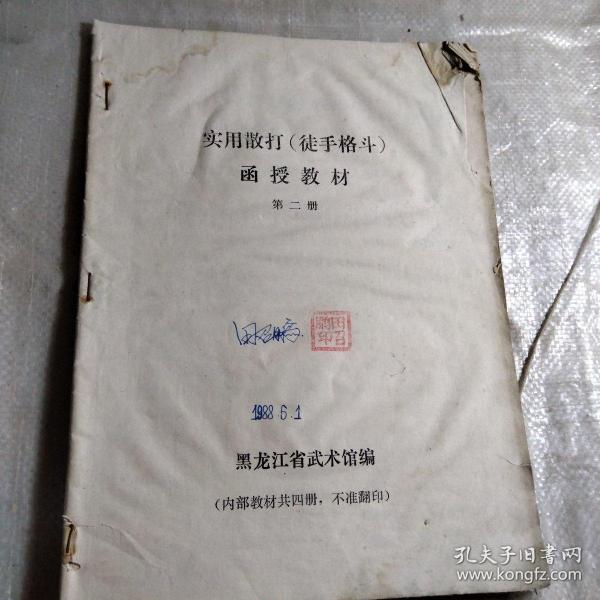 实用散打(徒手格斗)
函授教材
第二册
1988.6.1
黑龙江省武术馆编
(内部教材共四册,不准翻印)
孔夫子旧书网
www.kongfz.com